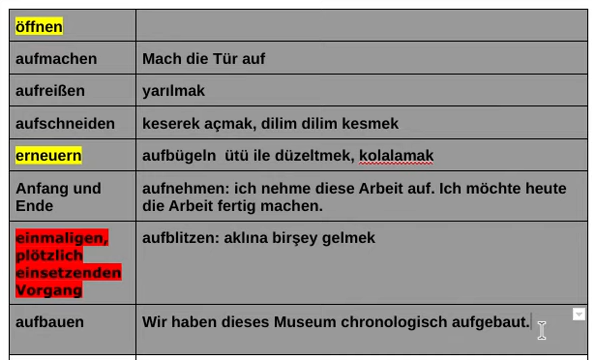 öffnen
aufmachen Mach die Tür auf
aufreißen yarılmak
aufschneiden keserek açmak, dilim dilim kesmek
erneuern aufbügeln  ütü ile düzeltmek, kolalamak
Anfang und Ende aufnehmen: ich nehme diese Arbeit auf. Ich möchte heute
die Arbeit fertig machen.
einmaligen, aufblitzen: aklına birşey gelmek
plötzlich
einsetzenden
Vorgang
aufbauen Wir haben dieses Museum chronologisch aufgebaut.